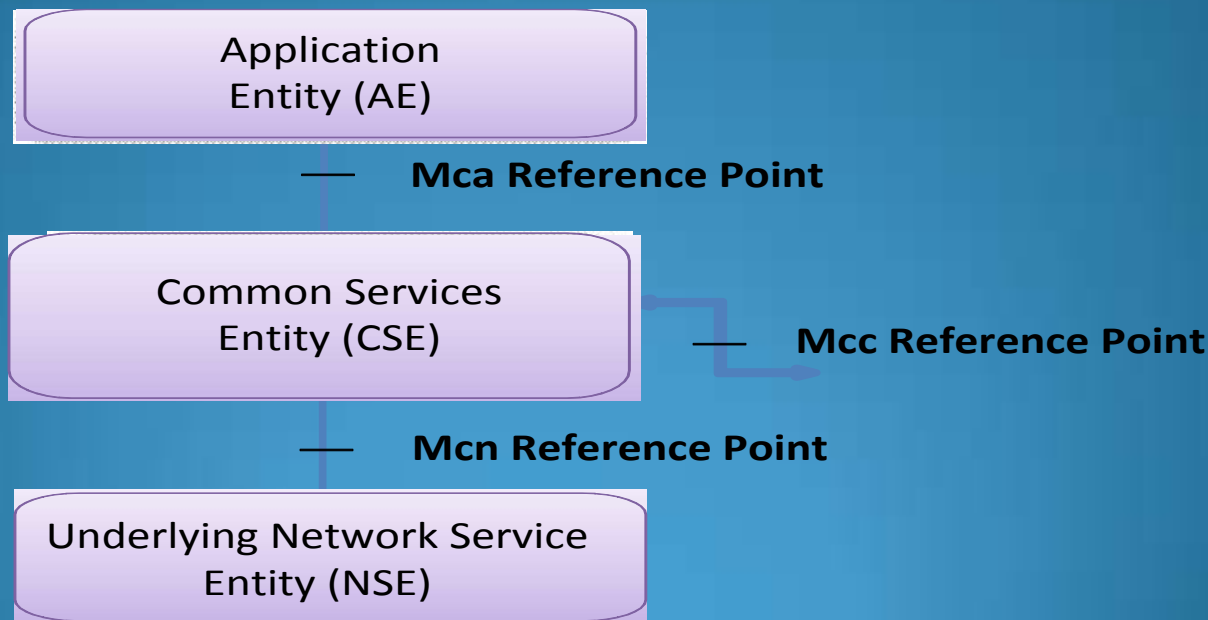 Application
Entity (AE)
Mca Reference Point
Common Services
Entity (CSE)
Mcc Reference Point
Mcn Reference Point
Underlying Network Service
Entity (NSE)